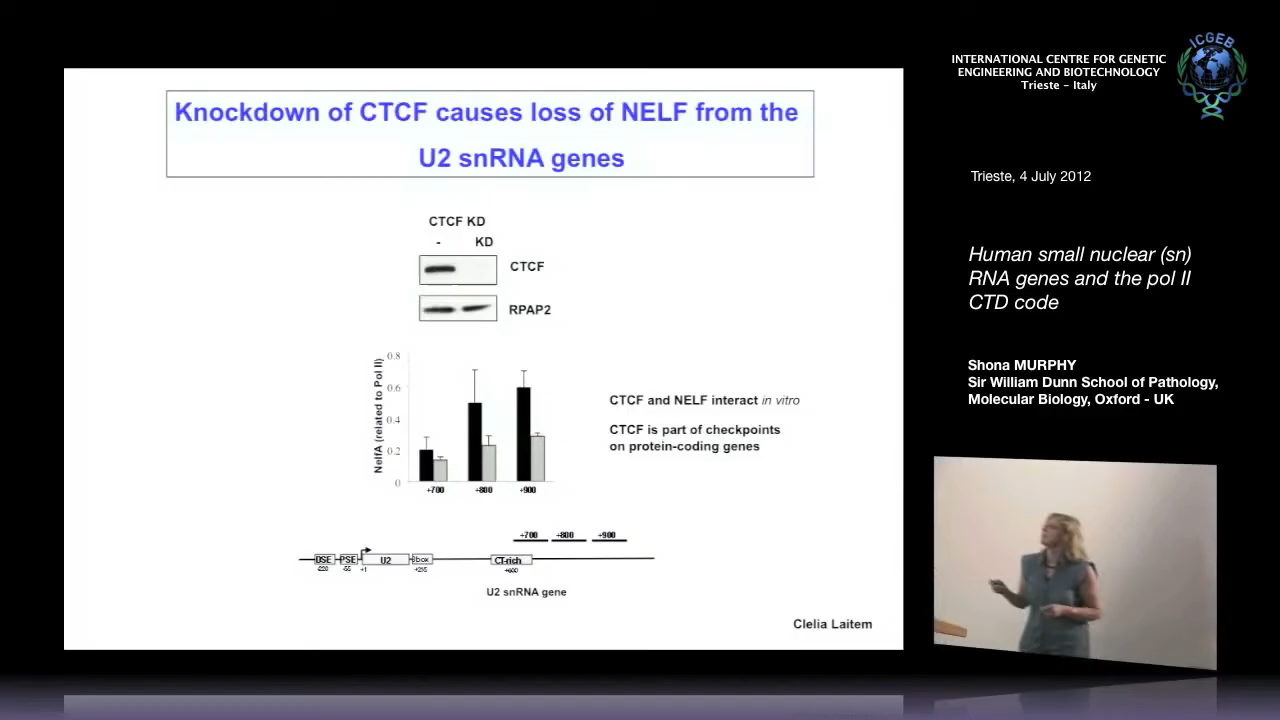 Knockdown of CTCF causes loss of NELF from the
U2 snRNA genes
CTCF KD
- KD
CTCF
RPAP2
NelfA (related to Pol II)
0.8
0.6
0.4
0.2
0
+700 +800 +900
CTCF and NELF interact in vitro
CTCF is part of checkpoints
on protein-coding genes
+700 +800 +900
DSE PSE U2 3box CT-rich
-220 -55 +1 +600
U2 snRNA gene
Clelia Laitem
INTERNATIONAL CENTRE FOR GENETIC
ENGINEERING AND BIOTECHNOLOGY
Trieste - Italy
ICGEB
Trieste, 4 July 2012
Human small nuclear (sn)
RNA genes and the pol II
CTD code
Shona MURPHY
Sir William Dunn School of Pathology,
Molecular Biology, Oxford - UK